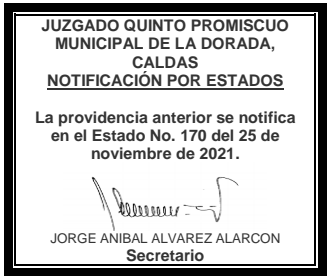 JUZGADO QUINTO PROMISCUO
MUNICIPAL DE LA DORADA,
CALDAS
NOTIFICACIÓN POR ESTADOS
La providencia anterior se notifica
en el Estado No. 170 del 25 de
noviembre de 2021.
JORGE ANIBAL ALVAREZ ALARCON
Secretario